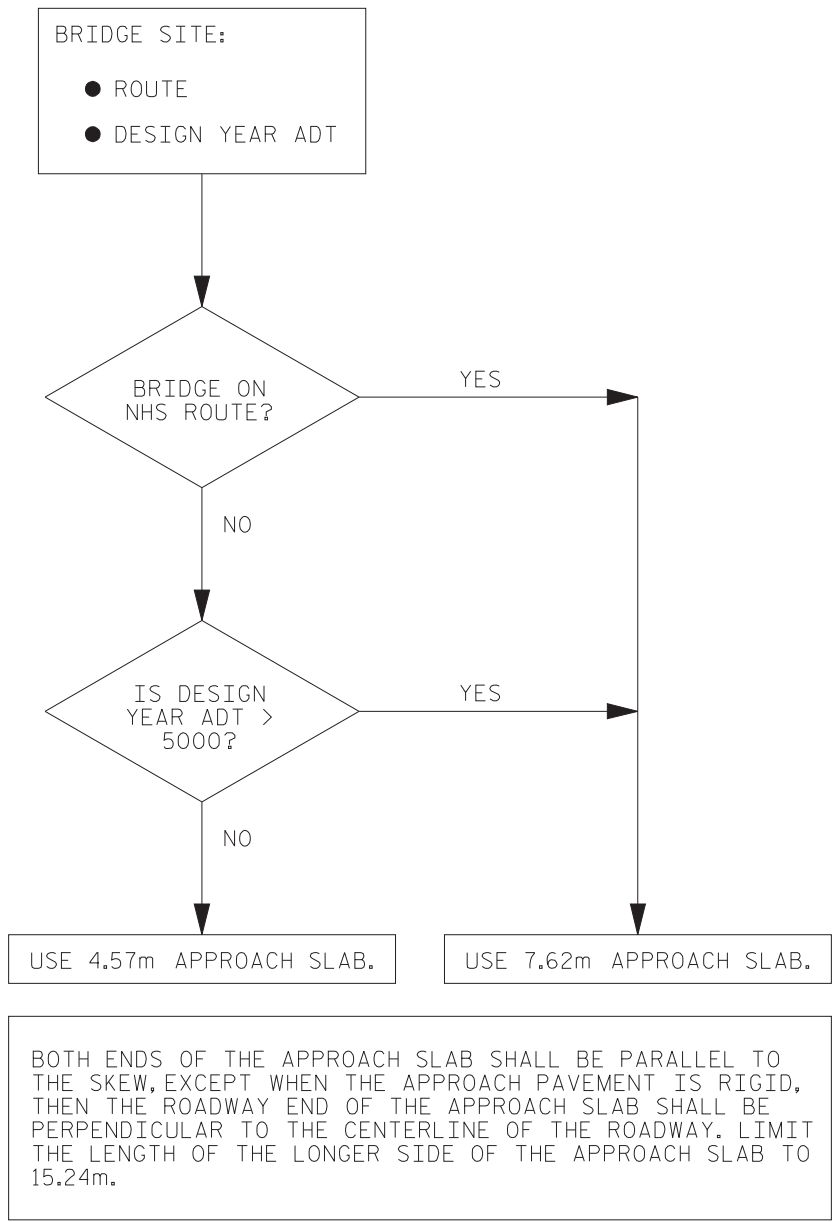 BRIDGE SITE:
● ROUTE
● DESIGN YEAR ADT
BRIDGE ON
NHS ROUTE?
YES
NO
IS DESIGN
YEAR ADT >
5000?
YES
NO
USE 4.57m APPROACH SLAB.
USE 7.62m APPROACH SLAB.
BOTH ENDS OF THE APPROACH SLAB SHALL BE PARALLEL TO
THE SKEW, EXCEPT WHEN THE APPROACH PAVEMENT IS RIGID,
THEN THE ROADWAY END OF THE APPROACH SLAB SHALL BE
PERPENDICULAR TO THE CENTERLINE OF THE ROADWAY. LIMIT
THE LENGTH OF THE LONGER SIDE OF THE APPROACH SLAB TO
15.24m.